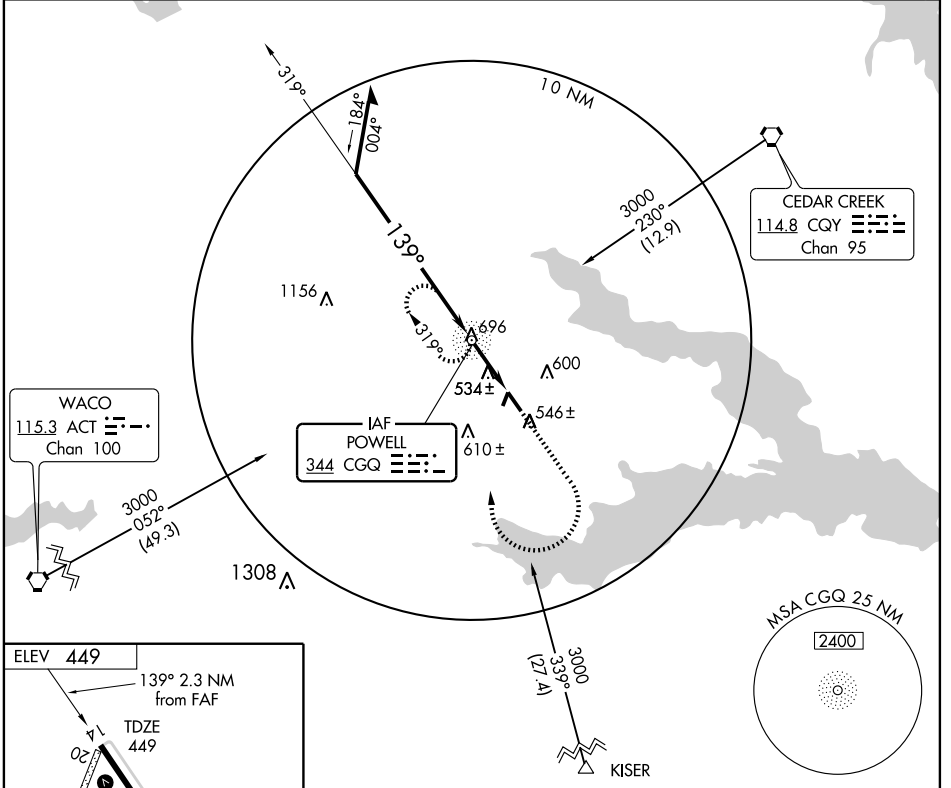 319°
184°
004°
10 NM
3000
230°
(12.9)
CEDAR CREEK
114.8 CQY
Chan 95
139°
1156
319°
696
600
534±
546±
610±
IAF
POWELL
344 CGQ
WACO
115.3 ACT
Chan 100
3000
052°
(49.3)
1308
3000
339°
(27.4)
KISER
MSA CGQ 25 NM
2400
ELEV 449
139° 2.3 NM
from FAF
TDZE
449
14
20
V